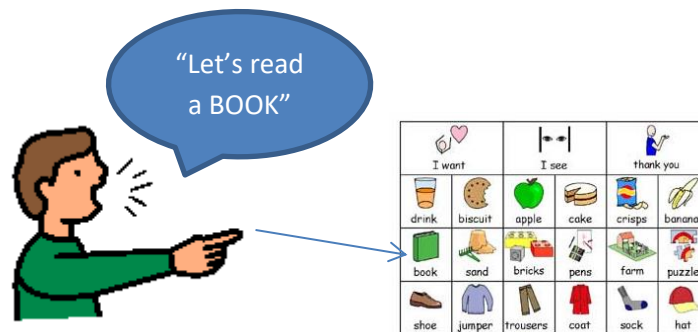 “Let’s read
a BOOK”
I want I see thank you
drink biscuit apple cake crisps banana
book sand bricks pens farm puzzle
shoe jumper trousers coat sock hat